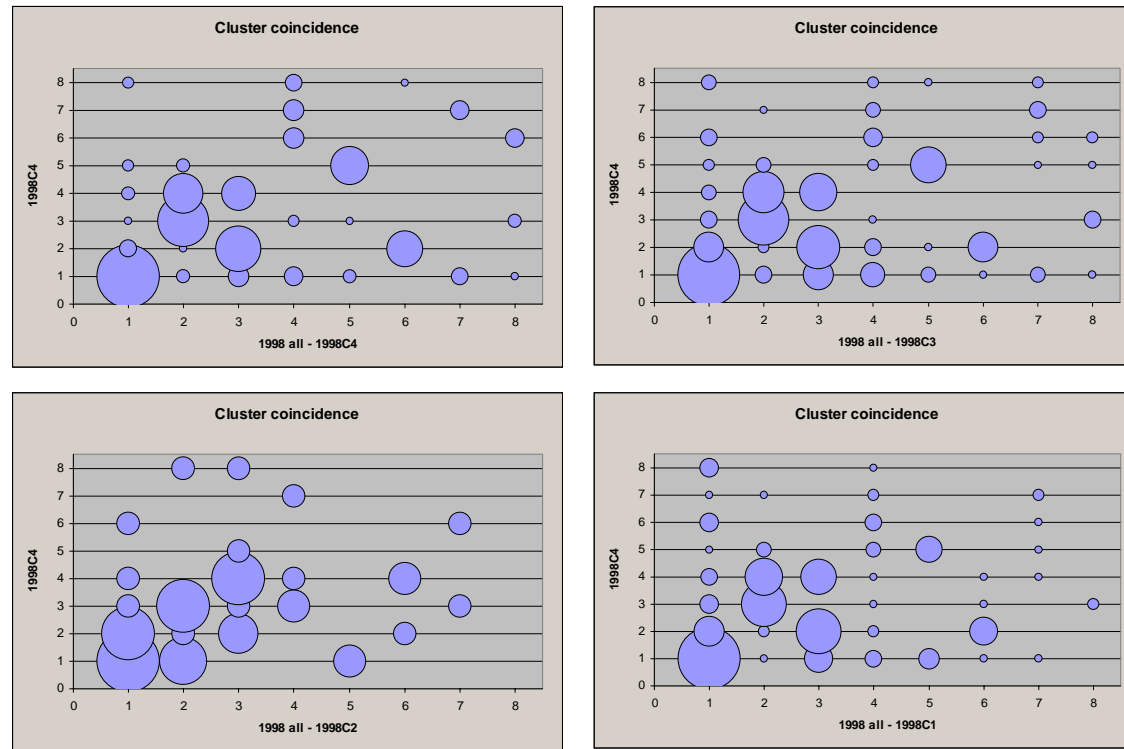 Cluster coincidence
1998C4
8
7
6
5
4
3
2
1
0
0 1 2 3 4 5 6 7 8
1998 all - 1998C4
Cluster coincidence
1998C4
8
7
6
5
4
3
2
1
0
0 1 2 3 4 5 6 7 8
1998 all - 1998C3
Cluster coincidence
1998C4
8
7
6
5
4
3
2
1
0
0 1 2 3 4 5 6 7 8
1998 all - 1998C2
Cluster coincidence
1998C4
8
7
6
5
4
3
2
1
0
0 1 2 3 4 5 6 7 8
1998 all - 1998C1